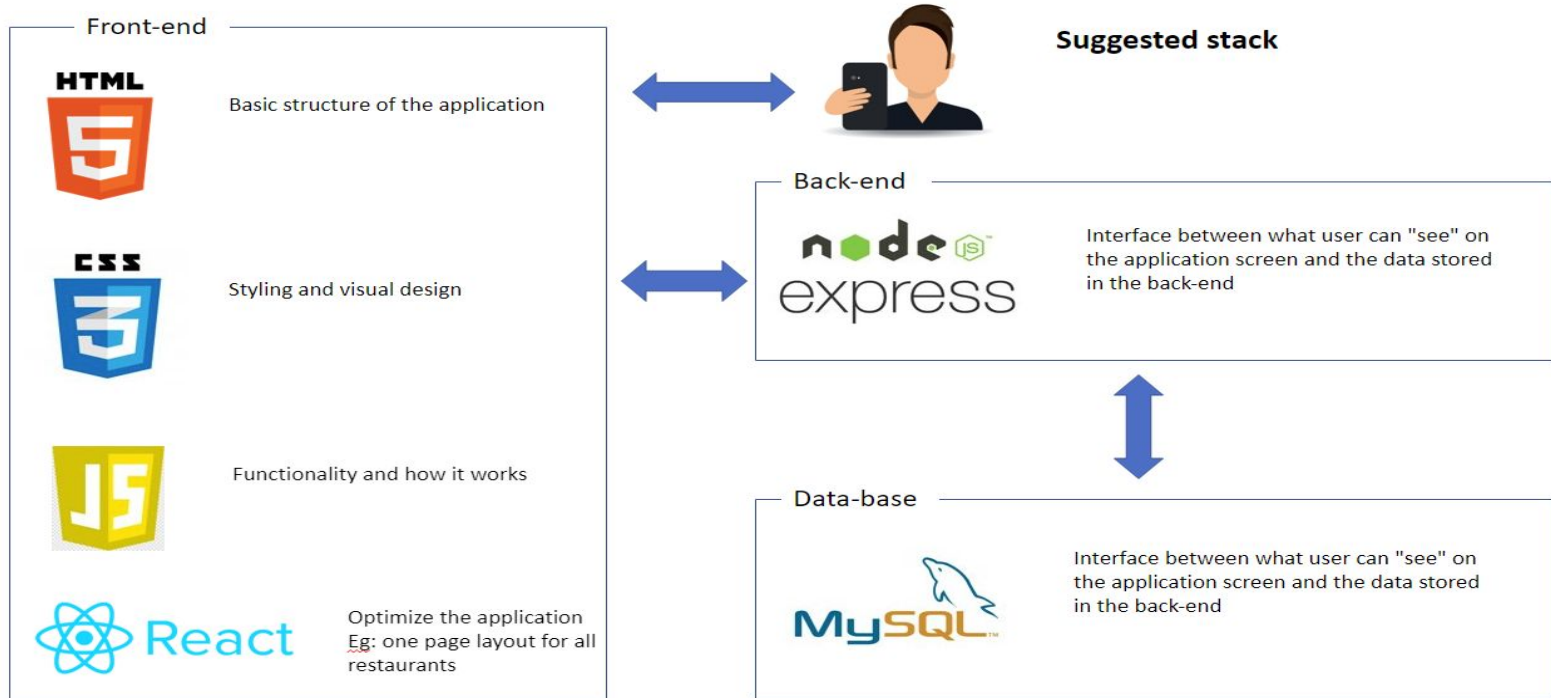 Front-end
HTML
5
Basic structure of the application
CSS
3
Styling and visual design
JS
Functionality and how it works
React
Optimize the application
Eg: one page layout for all
restaurants
Suggested stack
Back-end
node JS™
express
Interface between what user can "see" on
the application screen and the data stored
in the back-end
Data-base
MySQL™
Interface between what user can "see" on
the application screen and the data stored
in the back-end